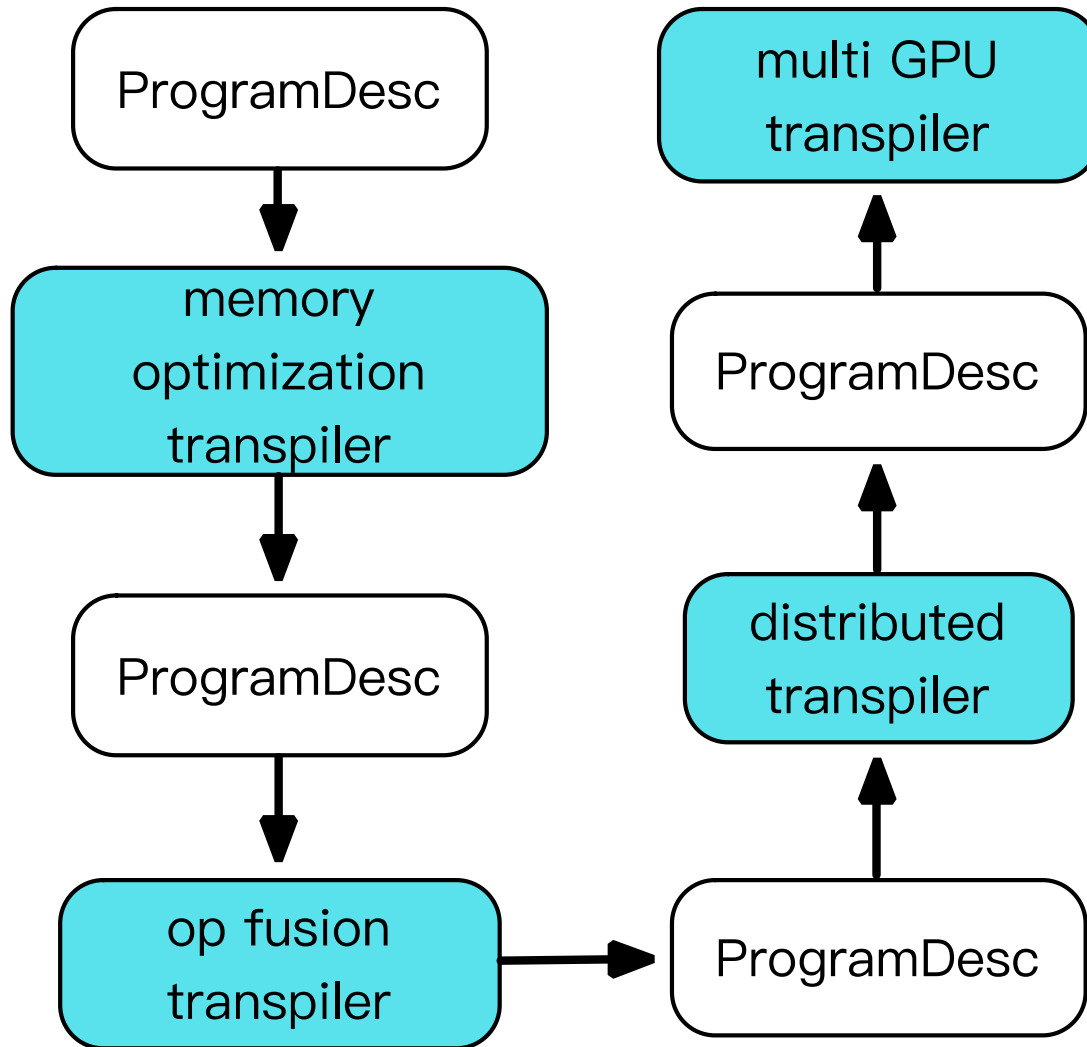 ProgramDesc
memory
optimization
transpiler
ProgramDesc
op fusion
transpiler
ProgramDesc
distributed
transpiler
ProgramDesc
multi GPU
transpiler